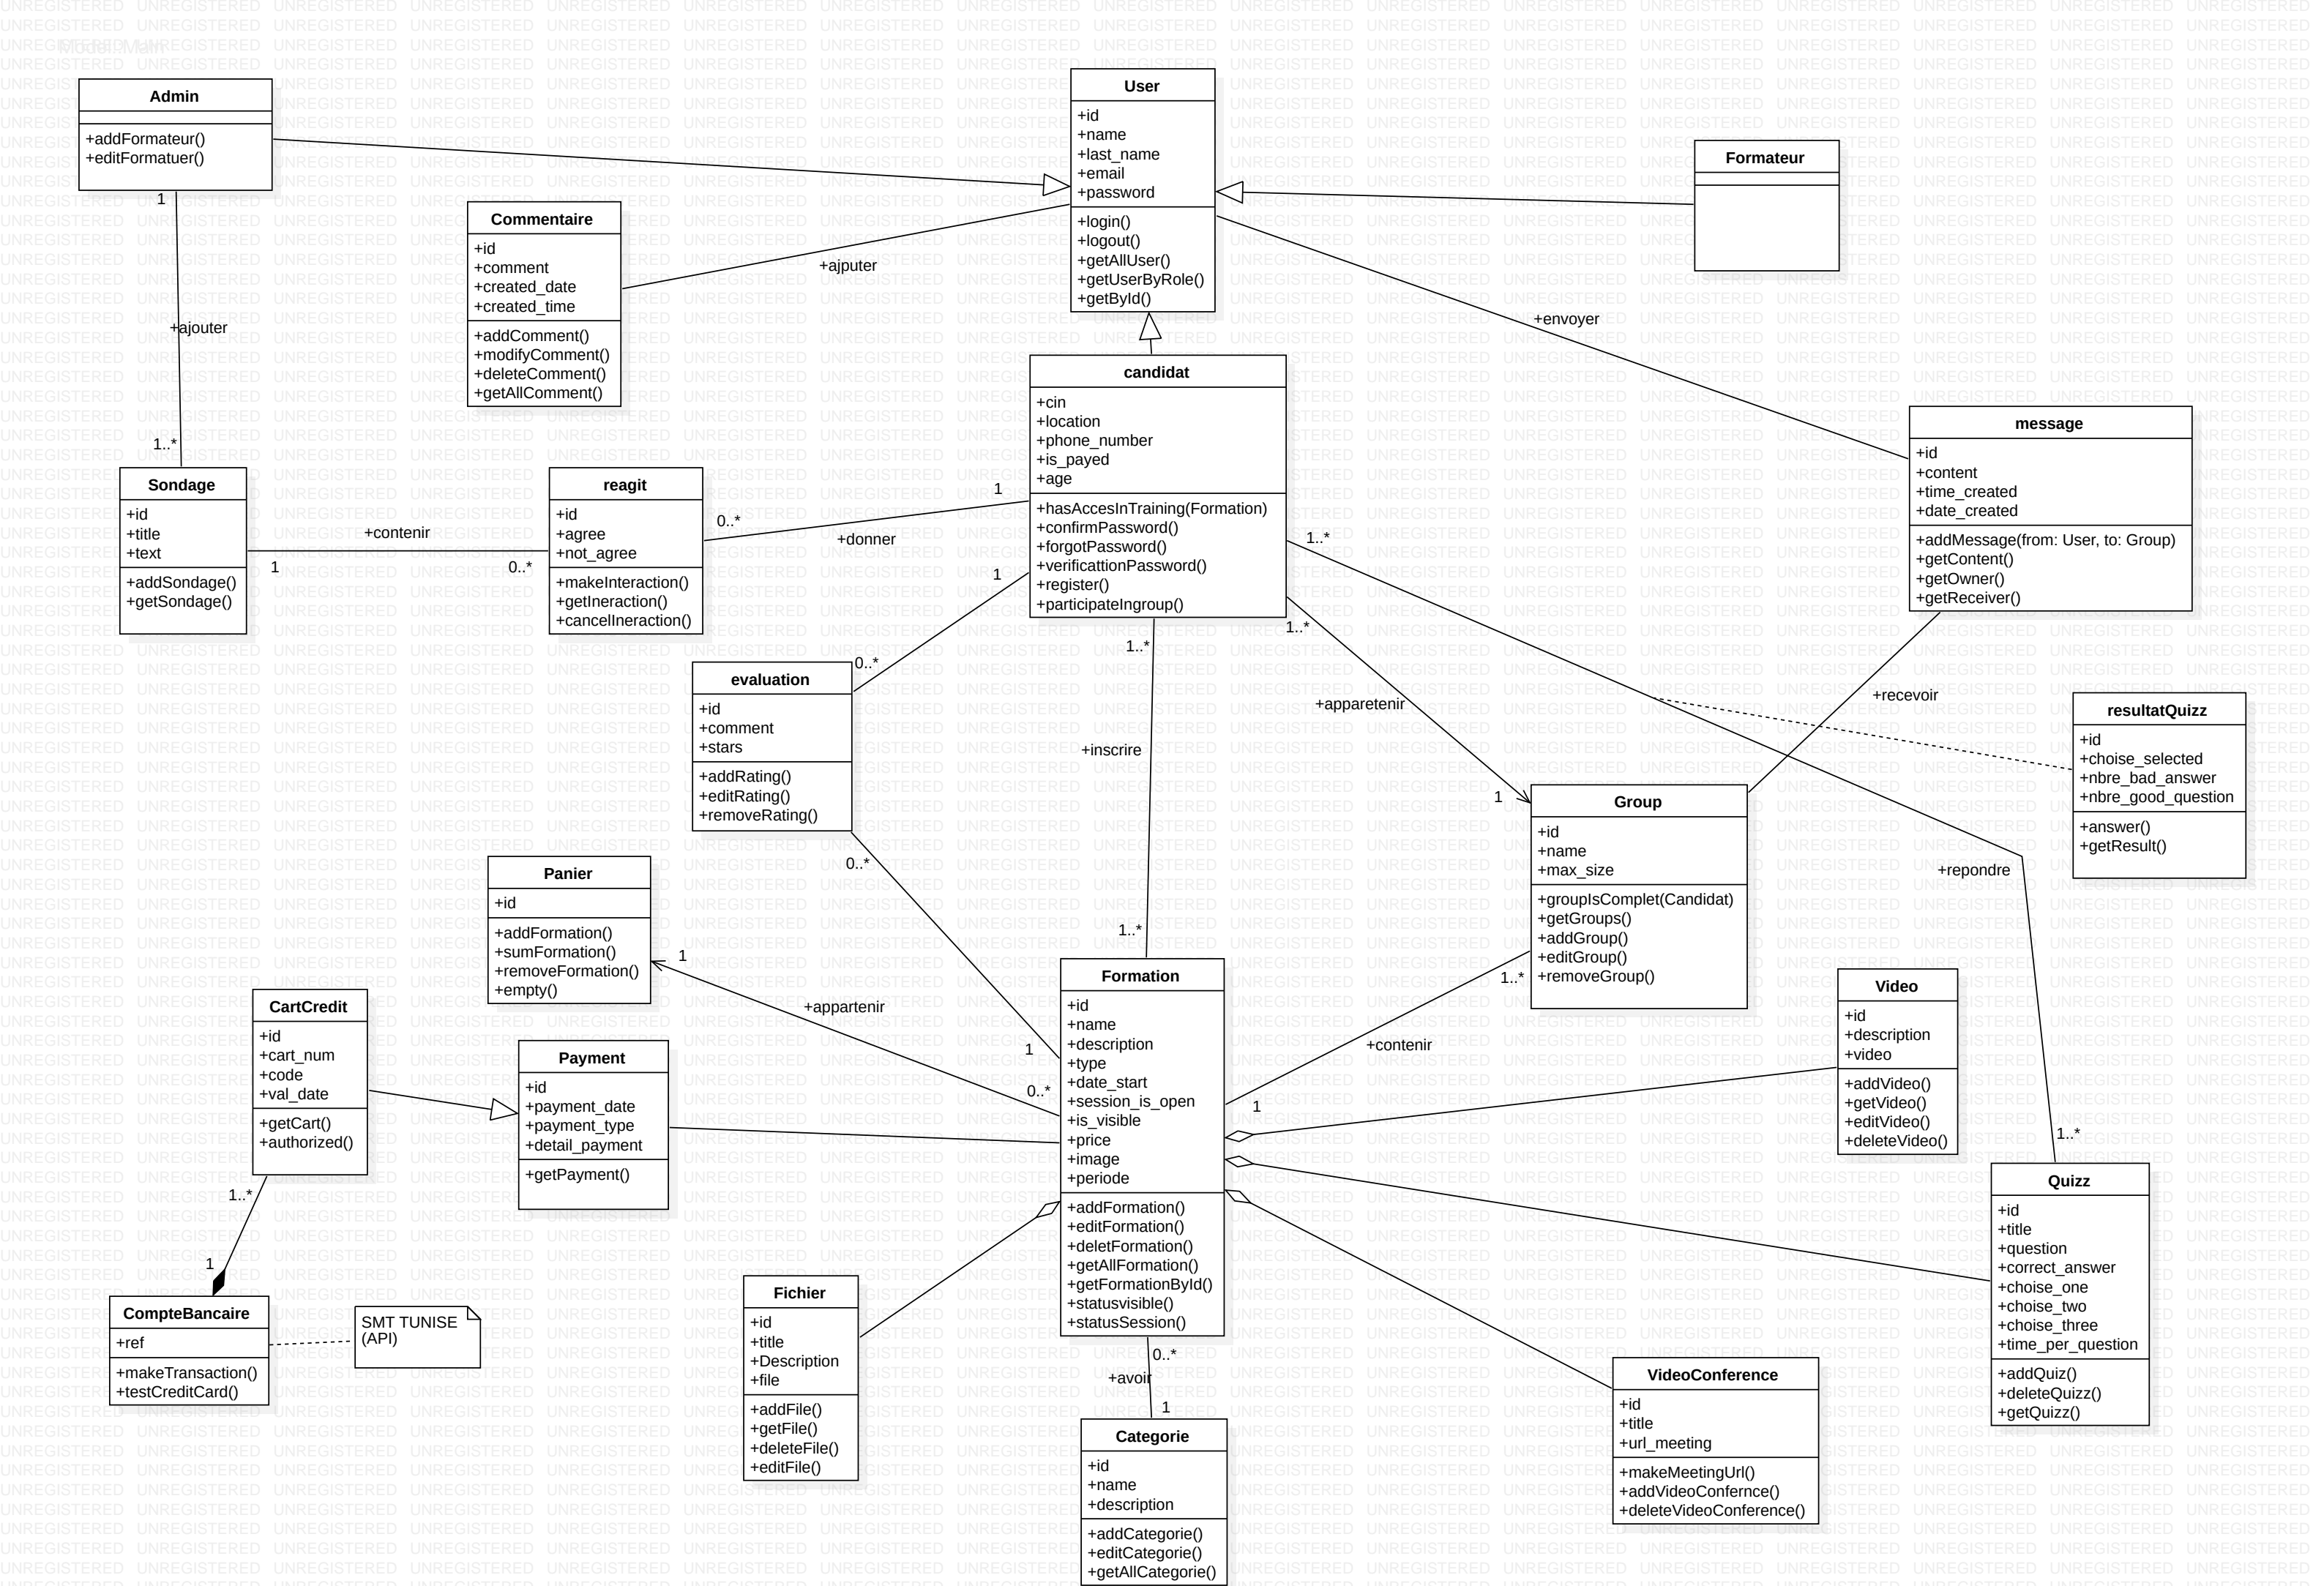 Model::Main
Admin
+addFormateur()
+editFormatuer()
User
+id
+name
+last_name
+email
+password
+login()
+logout()
+getAllUser()
+getUserByRole()
+getById()
Formateur
Commentaire
+id
+comment
+created_date
+created_time
+addComment()
+modifyComment()
+deleteComment()
+getAllComment()
+ajputer
1
+ajouter
1..*
+envoyer
candidat
+cin
+location
+phone_number
+is_payed
+age
+hasAccesInTraining(Formation)
+confirmPassword()
+forgotPassword()
+verificattionPassword()
+register()
+participateIngroup()
message
+id
+content
+time_created
+date_created
+addMessage(from: User, to: Group)
+getContent()
+getOwner()
+getReceiver()
Sondage
+id
+title
+text
+addSondage()
+getSondage()
+contenir
1
0..*
reagit
+id
+agree
+not_agree
+makeInteraction()
+getIneraction()
+cancelIneraction()
1
0..*
+donner
1
0..*
evaluation
+id
+comment
+stars
+addRating()
+editRating()
+removeRating()
0..*
1
1..*
+inscrire
1..*
1..*
+apparetenir
1
1..*
+repondre
1..*
+recevoir
resultatQuizz
+id
+choise_selected
+nbre_bad_answer
+nbre_good_question
+answer()
+getResult()
Group
+id
+name
+max_size
+groupIsComplet(Candidat)
+getGroups()
+addGroup()
+editGroup()
+removeGroup()
1..*
+contenir
1
Panier
+id
+addFormation()
+sumFormation()
+removeFormation()
+empty()
1
+appartenir
0..*
Formation
+id
+name
+description
+type
+date_start
+session_is_open
+is_visible
+price
+image
+periode
+addFormation()
+editFormation()
+deletFormation()
+getAllFormation()
+getFormationById()
+statusvisible()
+statusSession()
Video
+id
+description
+video
+addVideo()
+getVideo()
+editVideo()
+deleteVideo()
CartCredit
+id
+cart_num
+code
+val_date
+getCart()
+authorized()
Payment
+id
+payment_date
+payment_type
+detail_payment
+getPayment()
1..*
1
CompteBancaire
+ref
+makeTransaction()
+testCreditCard()
SMT TUNISE
(API)
Fichier
+id
+title
+Description
+file
+addFile()
+getFile()
+deleteFile()
+editFile()
0..*
+avoir
1
Categorie
+id
+name
+description
+addCategorie()
+editCategorie()
+getAllCategorie()
VideoConference
+id
+title
+url_meeting
+makeMeetingUrl()
+addVideoConfernce()
+deleteVideoConference()
Quizz
+id
+title
+question
+correct_answer
+choise_one
+choise_two
+choise_three
+time_per_question
+addQuiz()
+deleteQuizz()
+getQuizz()
UNREGISTERED